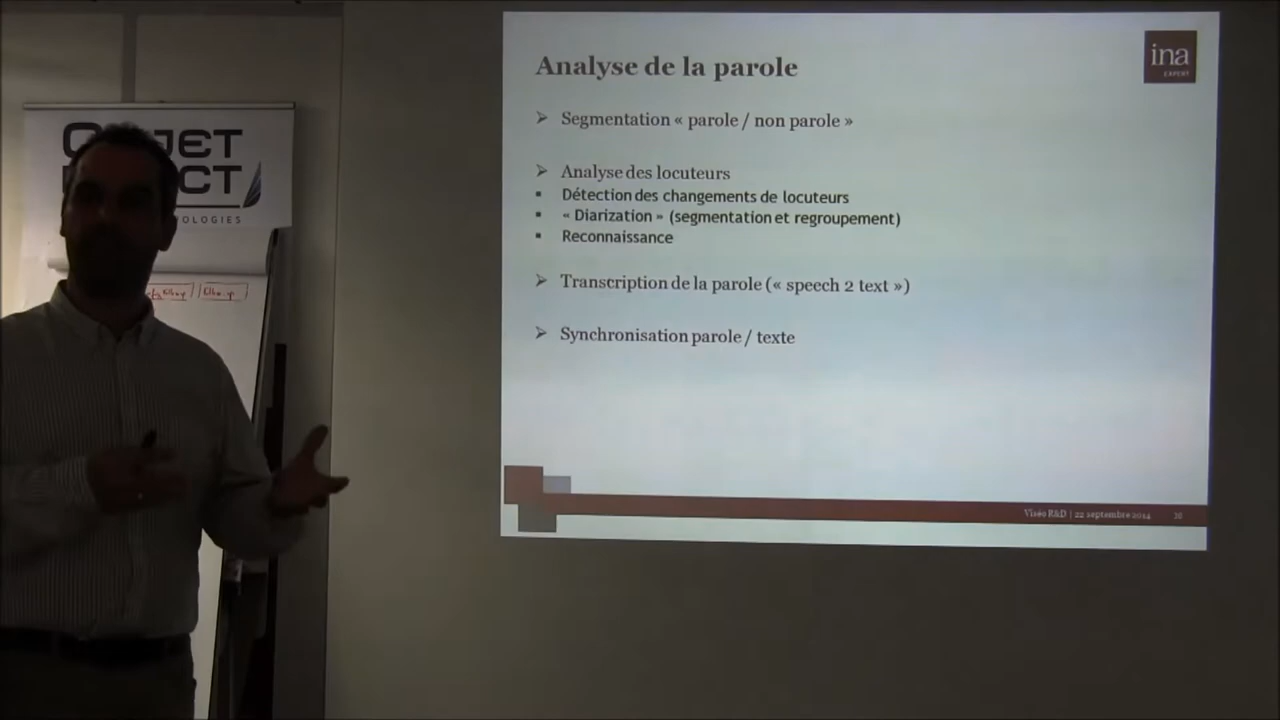 Analyse de la parole
ina
EXPERT
➢ Segmentation « parole / non parole »
➢ Analyse des locuteurs
▪ Détection des changements de locuteurs
▪ « Diarization » (segmentation et regroupement)
▪ Reconnaissance
➢ Transcription de la parole (« speech 2 text »)
➢ Synchronisation parole / texte
Viséo R&D | 22 septembre 2014